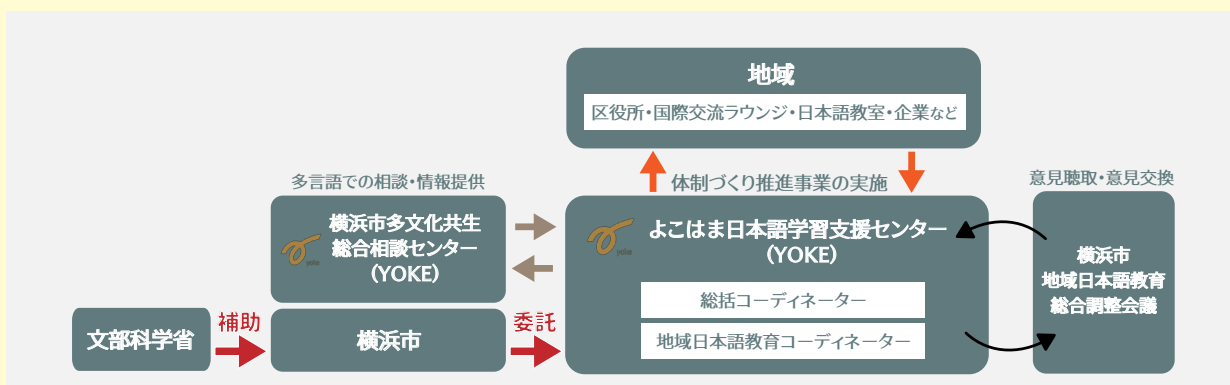 地域
区役所・国際交流ラウンジ・日本語教室・企業など
多言語での相談・情報提供
体制づくり推進事業の実施
意見聴取・意見交換
横浜市多文化共生
総合相談センター
（YOKE）
yoke
よこはま日本語学習支援センター
（YOKE）
yoke
総括コーディネーター
地域日本語教育コーディネーター
横浜市
地域日本語教育
総合調整会議
文部科学省
補助
横浜市
委託